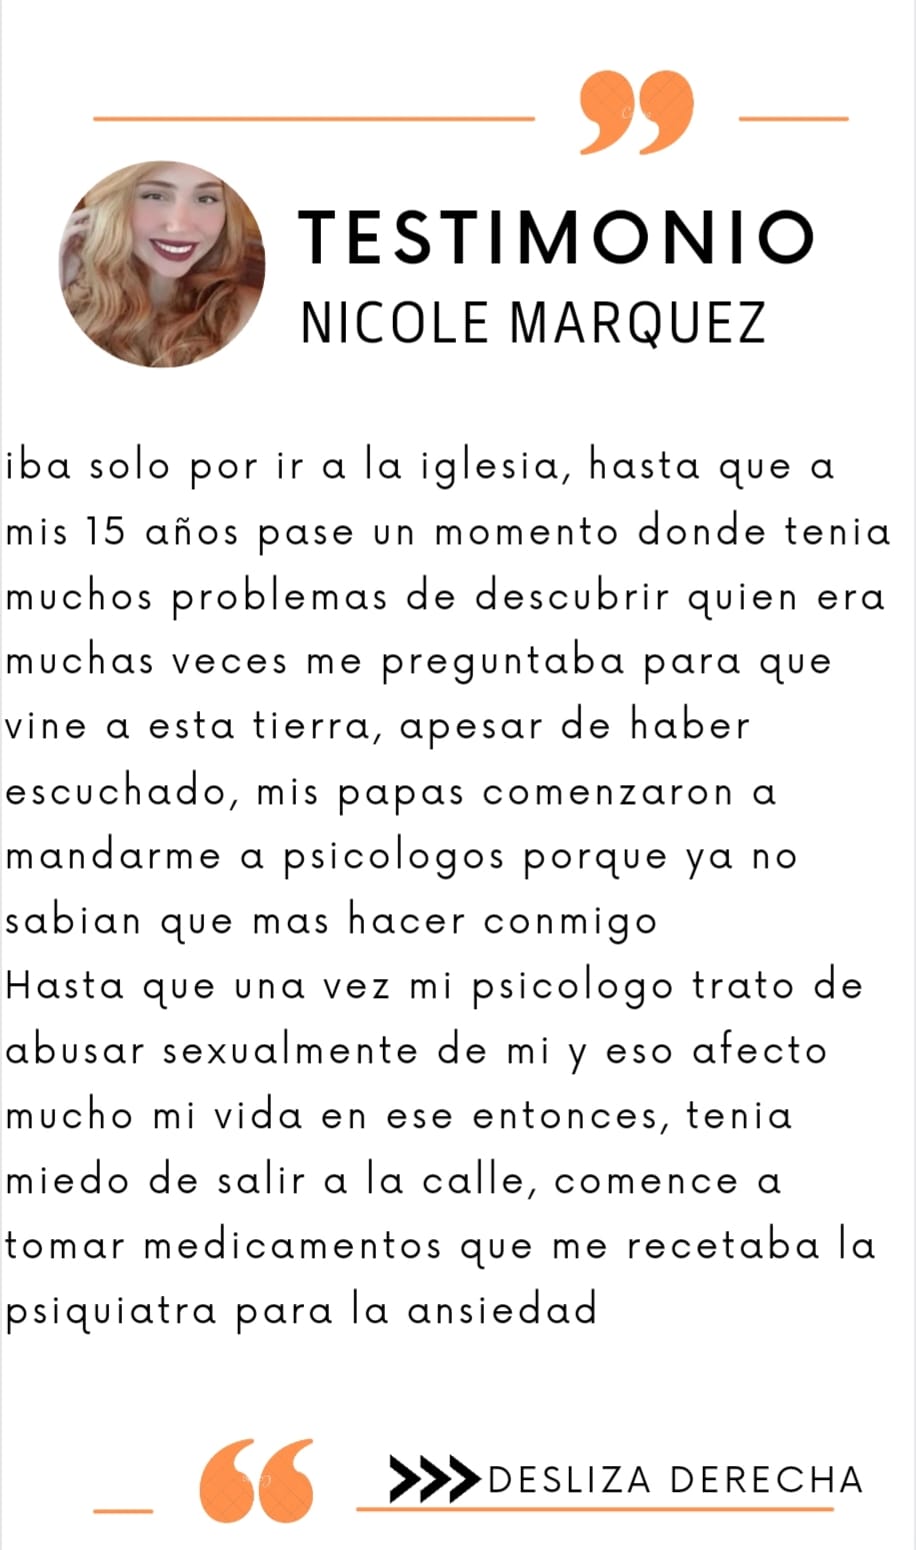 TESTIMONIO
NICOLE MARQUEZ
iba solo por ir a la iglesia, hasta que a
mis 15 años pase un momento donde tenia
muchos problemas de descubrir quien era
muchas veces me preguntaba para que
vine a esta tierra, apesar de haber
escuchado, mis papas comenzaron a
mandarme a psicologos porque ya no
sabian que mas hacer conmigo
Hasta que una vez mi psicologo trato de
abusar sexualmente de mi y eso afecto
mucho mi vida en ese entonces, tenia
miedo de salir a la calle, comence a
tomar medicamentos que me recetaba la
psiquiatra para la ansiedad
DESLIZA DERECHA